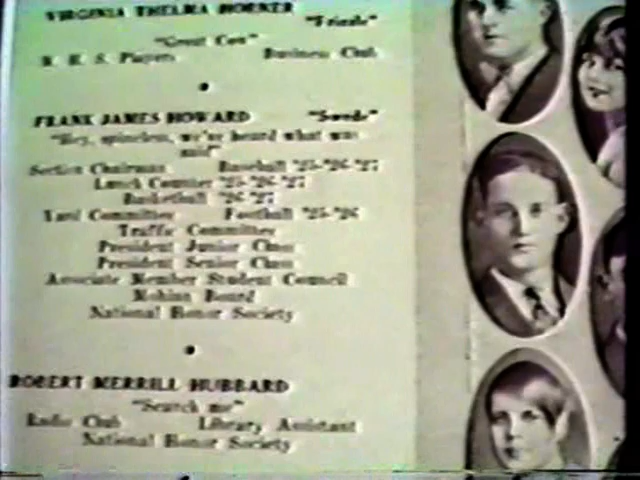 VIRGINIA THELMA HORNER
"Friends"
"Great Cow"
R. H. S. Players Business Club
FRANK JAMES HOWARD "Swede"
"Hey, spineless, we've heard what was
said"
Section Chairman Baseball '25-'26-'27
Lunch Counter '25-'26-'27
Basketball '26-'27
Yard Committee Football '25-'26
Traffic Committee
President Junior Class
President Senior Class
Associate Member Student Council
Robina Board
National Honor Society
ROBERT MERRILL HUBBARD
"Search me"
Radio Club Library Assistant
National Honor Society